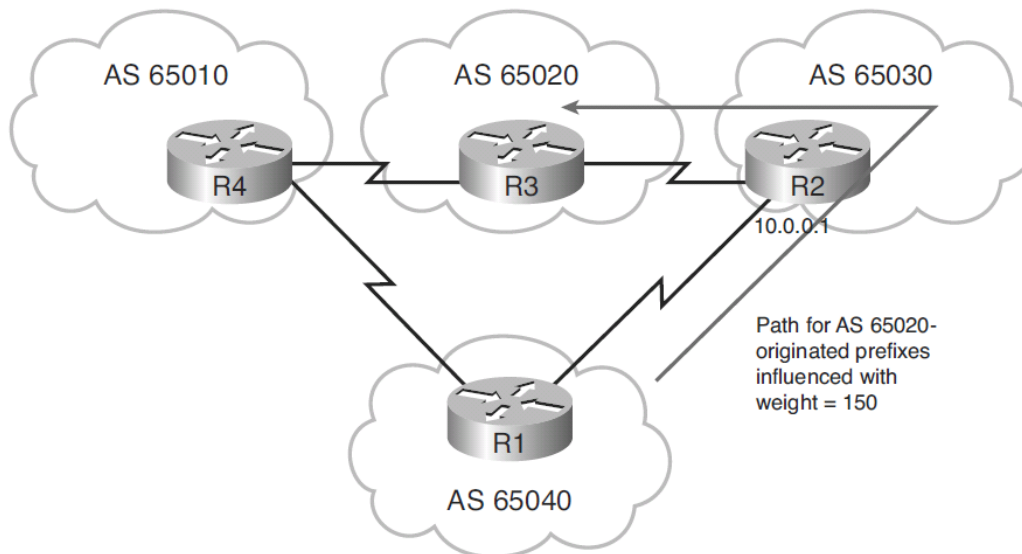 AS 65010
AS 65020
AS 65030
R4
R3
R2
10.0.0.1
Path for AS 65020-
originated prefixes
influenced with
weight = 150
R1
AS 65040